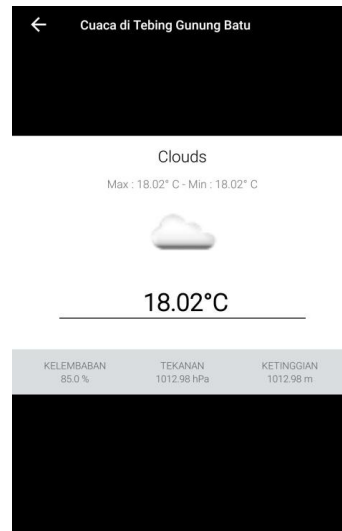 Cuaca di Tebing Gunung Batu
Clouds
Max : 18.02° C - Min : 18.02° C
18.02°C
KELEMBABAN TEKANAN KETINGGIAN
85.0 % 1012.98 hPa 1012.98 m